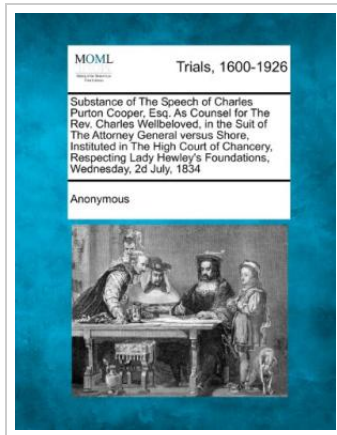 MOML
Trials, 1600-1926
Substance of The Speech of Charles
Purton Cooper, Esq. As Counsel for The
Rev. Charles Wellbeloved, in the Suit of
The Attorney General versus Shore,
Instituted in The High Court of Chancery,
Respecting Lady Hewley's Foundations,
Wednesday, 2d July, 1834
Anonymous